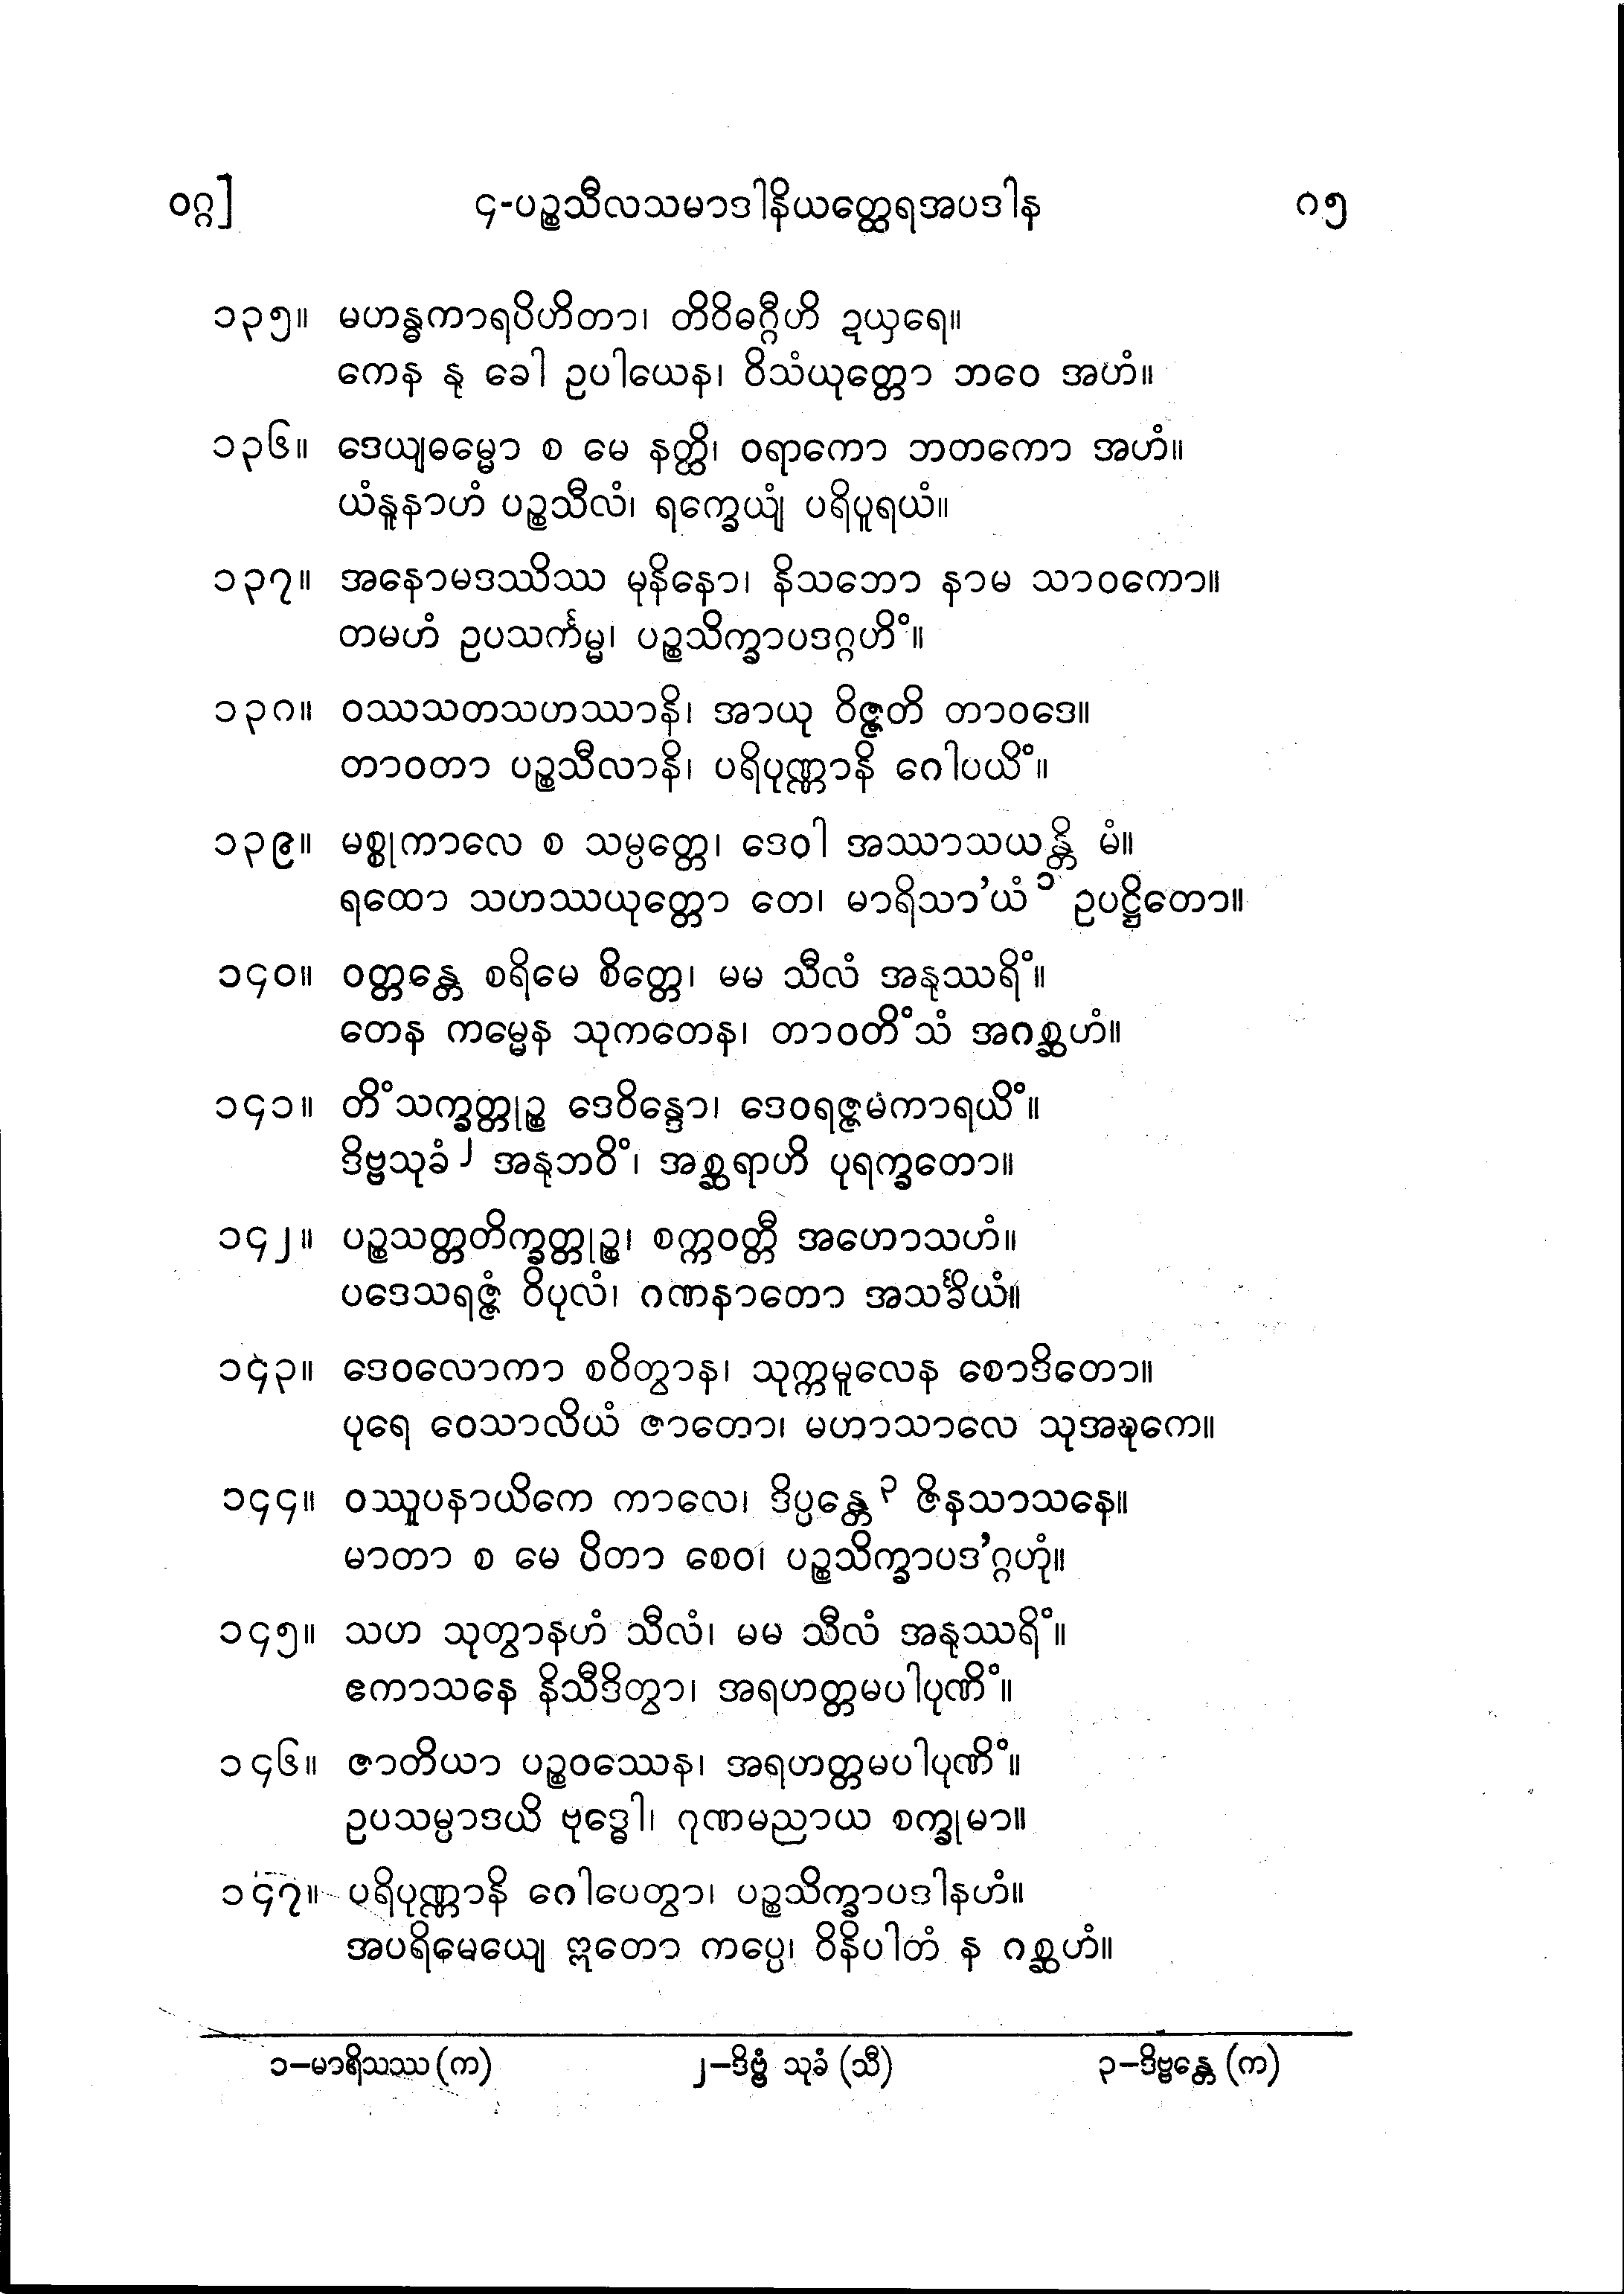 ဝဂ္ဂ] ၄-ပဉ္စသီလသမာဒါနိယတ္ထေရအပဒါန ၈၅
၁၃၅။ မဟန္ဓကာရပိဟိတာ၊ တိဝိဓဂ္ဂီဟိ ဍယှရေ။
ကေန နု ခေါ ဥပါယေန၊ ဝိသံယုတ္တော ဘဝေ အဟံ။
၁၃၆။ ဒေယျဓမ္မော စ မေ နတ္ထိ၊ ဝရာကော ဘတကော အဟံ။
ယံနူနာဟံ ပဉ္စသီလံ၊ ရက္ခေယျံ ပရိပူရယံ။
၁၃၇။ အနောမဒဿိဿ မုနိနော၊ နိသဘော နာမ သာဝကော။
တမဟံ ဥပသင်္ကမ္မ၊ ပဉ္စသိက္ခာပဒဂ္ဂဟိံ။
၁၃၈။ ဝဿသတသဟဿာနိ၊ အာယု ဝိဇ္ဇတိ တာဝဒေ။
တာဝတာ ပဉ္စသီလာနိ၊ ပရိပုဏ္ဏာနိ ဂေါပယိံ။
၁၃၉။ မစ္စုကာလေ စ သမ္ပတ္တေ၊ ဒေဝါ အဿာသယန္တိ မံ။
ရထော သဟဿယုတ္တော တေ၊ မာရိသာ’ယံ ၁ ဥပဋ္ဌိတော။
၁၄၀။ ဝတ္တန္တေ စရိမေ စိတ္တေ၊ မမ သီလံ အနုဿရိံ။
တေန ကမ္မေန သုကတေန၊ တာဝတိံသံ အဂစ္ဆဟံ။
၁၄၁။ တိံသက္ခတ္တုဉ္စ ဒေဝိန္ဒော၊ ဒေဝရဇ္ဇမကာရယိံ။
ဒိဗ္ဗသုခံ ၂ အနုဘဝိံ၊ အစ္ဆရာဟိ ပုရက္ခတော။
၁၄၂။ ပဉ္စသတ္တတိက္ခတ္တုဉ္စ၊ စက္ကဝတ္တီ အဟောသဟံ။
ပဒေသရဇ္ဇံ ဝိပုလံ၊ ဂဏနာတော အသင်္ခိယံ။
၁၄၃။ ဒေဝလောကာ စဝိတွာန၊ သုက္ကမူလေန စောဒိတော။
ပုရေ ဝေသာလိယံ ဇာတော၊ မဟာသာလေ သုအဍ္ဎကေ။
၁၄၄။ ဝဿူပနာယိကေ ကာလေ၊ ဒိပ္ပန္တေ ၃ ဇိနသာသနေ။
မာတာ စ မေ ပိတာ စေဝ၊ ပဉ္စသိက္ခာပဒ’ဂ္ဂဟုံ။
၁၄၅။ သဟ သုတွာနဟံ သီလံ၊ မမ သီလံ အနုဿရိံ။
ဧကာသနေ နိသီဒိတွာ၊ အရဟတ္တမပါပုဏိံ။
၁၄၆။ ဇာတိယာ ပဉ္စဝဿေန၊ အရဟတ္တမပါပုဏိံ။
ဥပသမ္ပာဒယိ ဗုဒ္ဓေါ၊ ဂုဏမညာယ စက္ခုမာ။
၁၄၇။ ပရိပုဏ္ဏာနိ ဂေါပေတွာ၊ ပဉ္စသိက္ခာပဒါနဟံ။
အပရိမေယျေ ဣတော ကပ္ပေ၊ ဝိနိပါတံ န ဂစ္ဆဟံ။
၁–မာရိသဿ (က) ၂–ဒိဗ္ဗံ သုခံ (သီ) ၃–ဒိဗ္ဗန္တေ (က)